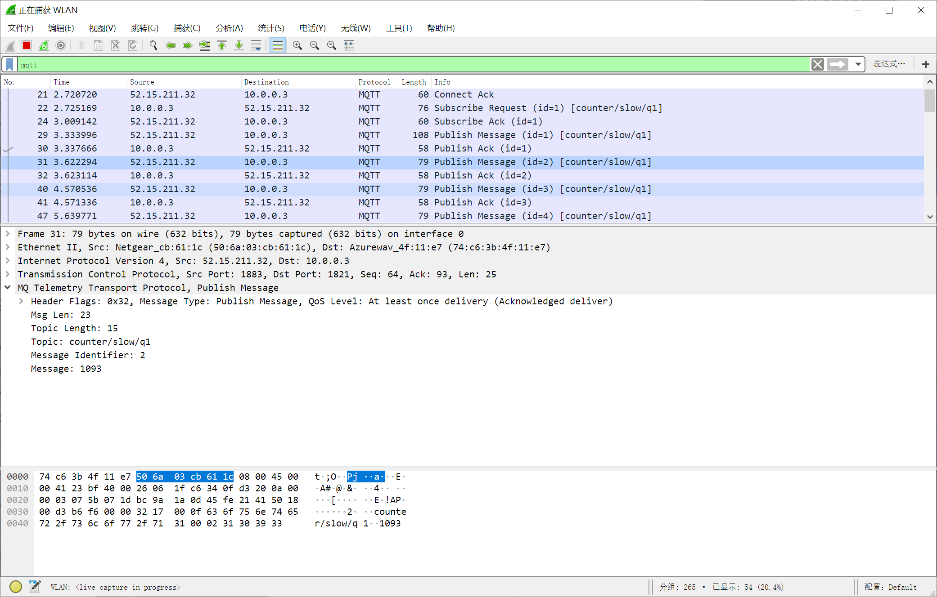 正在捕获 WLAN
文件(F) 编辑(E) 视图(V) 跳转(G) 捕获(C) 分析(A) 统计(S) 电话(Y) 无线(W) 工具(T) 帮助(H)
mqtt 表达式…
No. Time Source Destination Protocol Length Info
21 2.720720 52.15.211.32 10.0.0.3 MQTT 60 Connect Ack
22 2.725169 10.0.0.3 52.15.211.32 MQTT 76 Subscribe Request (id=1) [counter/slow/q1]
24 3.009142 52.15.211.32 10.0.0.3 MQTT 60 Subscribe Ack (id=1)
29 3.333996 52.15.211.32 10.0.0.3 MQTT 108 Publish Message (id=1) [counter/slow/q1]
30 3.337666 10.0.0.3 52.15.211.32 MQTT 58 Publish Ack (id=1)
31 3.622294 52.15.211.32 10.0.0.3 MQTT 79 Publish Message (id=2) [counter/slow/q1]
32 3.623114 10.0.0.3 52.15.211.32 MQTT 58 Publish Ack (id=2)
40 4.570536 52.15.211.32 10.0.0.3 MQTT 79 Publish Message (id=3) [counter/slow/q1]
41 4.571336 10.0.0.3 52.15.211.32 MQTT 58 Publish Ack (id=3)
47 5.639771 52.15.211.32 10.0.0.3 MQTT 79 Publish Message (id=4) [counter/slow/q1]
Frame 31: 79 bytes on wire (632 bits), 79 bytes captured (632 bits) on interface 0
Ethernet II, Src: Netgear_cb:61:1c (50:6a:03:cb:61:1c), Dst: Azurewav_4f:11:e7 (74:c6:3b:4f:11:e7)
Internet Protocol Version 4, Src: 52.15.211.32, Dst: 10.0.0.3
Transmission Control Protocol, Src Port: 1883, Dst Port: 1821, Seq: 64, Ack: 93, Len: 25
MQ Telemetry Transport Protocol, Publish Message
Header Flags: 0x32, Message Type: Publish Message, QoS Level: At least once delivery (Acknowledged deliver)
Msg Len: 23
Topic Length: 15
Topic: counter/slow/q1
Message Identifier: 2
Message: 1093
0000 74 c6 3b 4f 11 e7 50 6a 03 cb 61 1c 08 00 45 00 t·;O··Pj ··a···E·
0010 00 41 23 bf 40 00 26 06 1f c6 34 0f d3 20 0a 00 ·A#·@·&· ··4·· ··
0020 00 03 07 5b 07 1d bc 9a 1a 0d 45 fe 21 41 50 18 ···[···· ··E·!AP·
0030 00 d3 b6 f6 00 00 32 17 00 0f 63 6f 75 6e 74 65 ······2· ··counte
0040 72 2f 73 6c 6f 77 2f 71 31 00 02 31 30 39 33 r/slow/q 1··1093
WLAN: <live capture in progress> 分组: 265 · 已显示: 54 (20.4%) 配置: Default